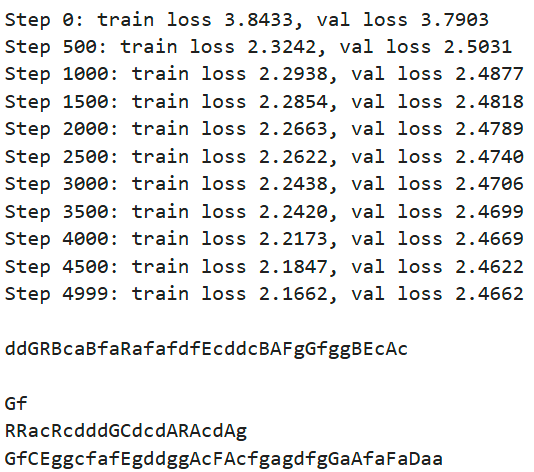 Step 0: train loss 3.8433, val loss 3.7903
Step 500: train loss 2.3242, val loss 2.5031
Step 1000: train loss 2.2938, val loss 2.4877
Step 1500: train loss 2.2854, val loss 2.4818
Step 2000: train loss 2.2663, val loss 2.4789
Step 2500: train loss 2.2622, val loss 2.4740
Step 3000: train loss 2.2438, val loss 2.4706
Step 3500: train loss 2.2420, val loss 2.4699
Step 4000: train loss 2.2173, val loss 2.4669
Step 4500: train loss 2.1847, val loss 2.4622
Step 4999: train loss 2.1662, val loss 2.4662
ddGRBcaBfaRafafdfEcddcBAFgGfggBEcAc
Gf
RRacRcdddGCdcdARAcdAg
GfCEggcfafEgddggAcFAcfgagdfgGaAfaFaDaa